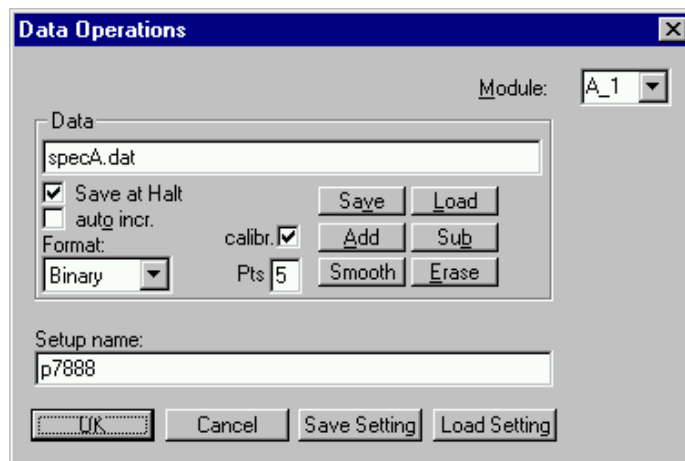 Data Operations
Module: A_1
Data
specA.dat
Save at Halt
auto incr.
Format:
Binary
calibr.
Pts 5
Save Load
Add Sub
Smooth Erase
Setup name:
p7888
OK Cancel Save Setting Load Setting